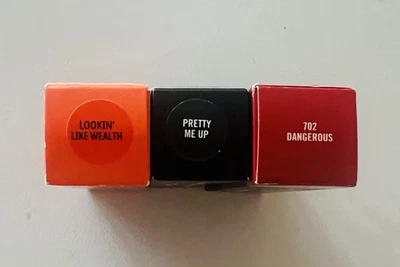 LOOKIN'
LIKE WEALTH
PRETTY
ME UP
702
DANGEROUS